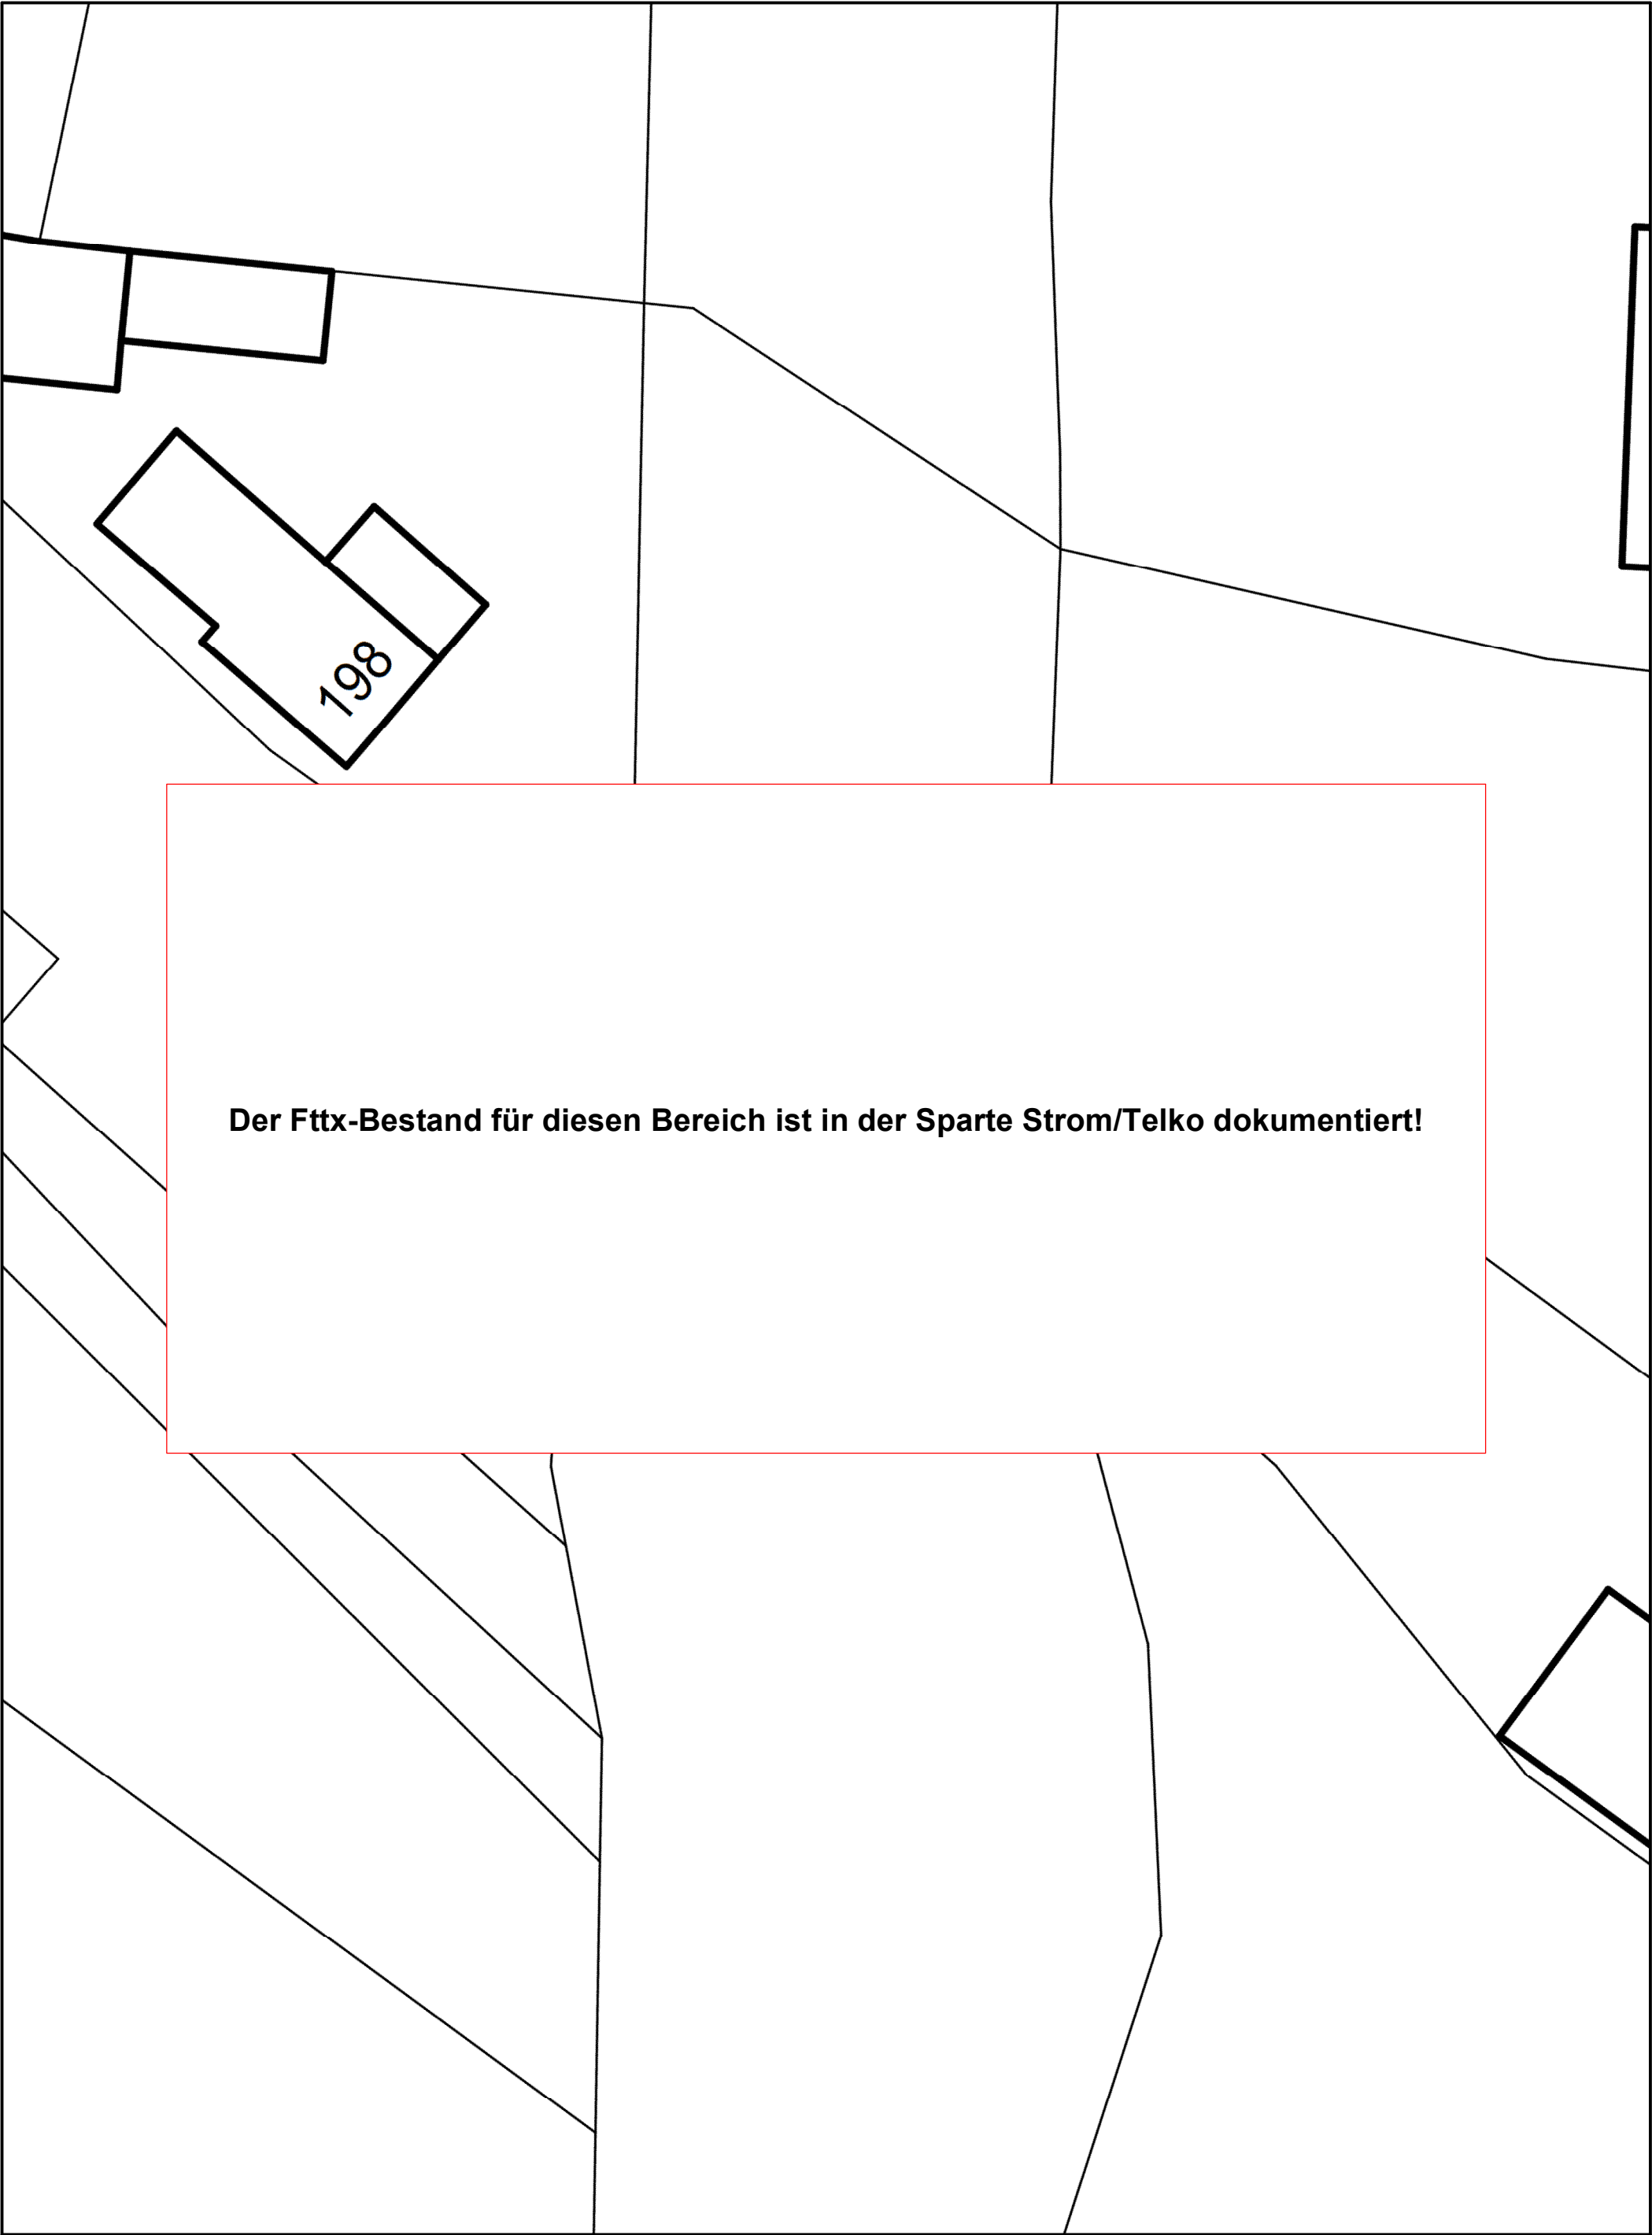 198
Der Fttx-Bestand für diesen Bereich ist in der Sparte Strom/Telko dokumentiert!